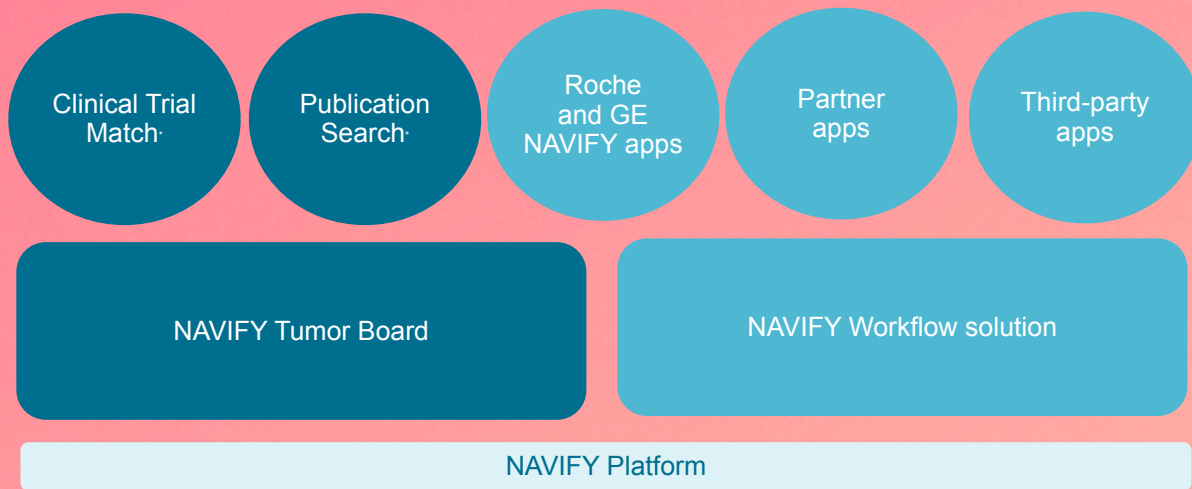 Clinical Trial
Match*
Publication
Search*
Roche
and GE
NAVIFY apps
Partner
apps
Third-party
apps
NAVIFY Tumor Board
NAVIFY Workflow solution
NAVIFY Platform